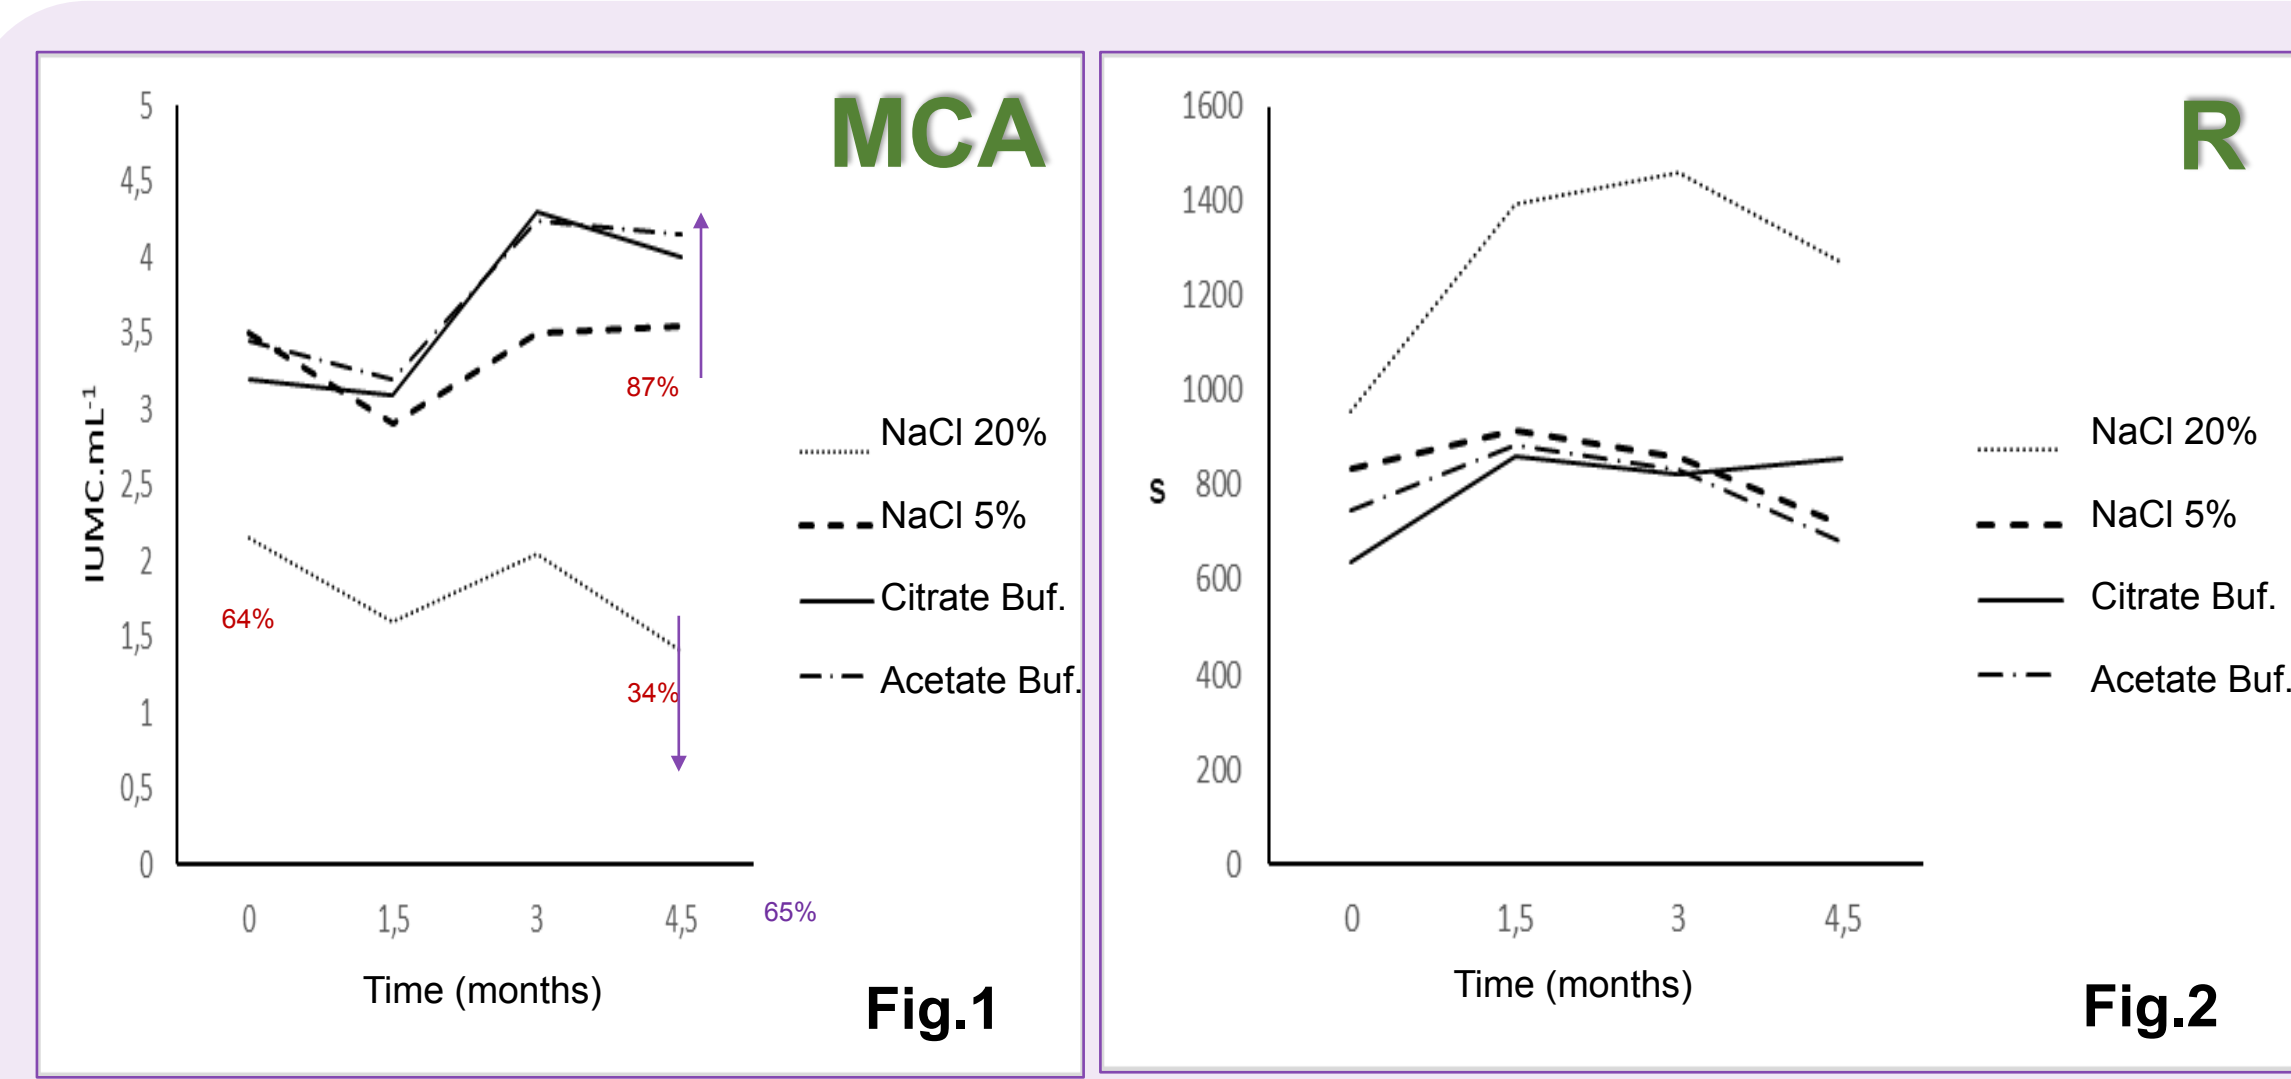 MCA
5
4,5
4
3,5
3
2,5
2
1,5
1
0,5
0
IUMC.mL⁻¹
87%
64%
34%
NaCl 20%
NaCl 5%
Citrate Buf.
Acetate Buf.
0 1,5 3 4,5
65%
Time (months)
Fig.1
R
1600
1400
1200
1000
800
600
400
200
0
s
NaCl 20%
NaCl 5%
Citrate Buf.
Acetate Buf.
0 1,5 3 4,5
Time (months)
Fig.2